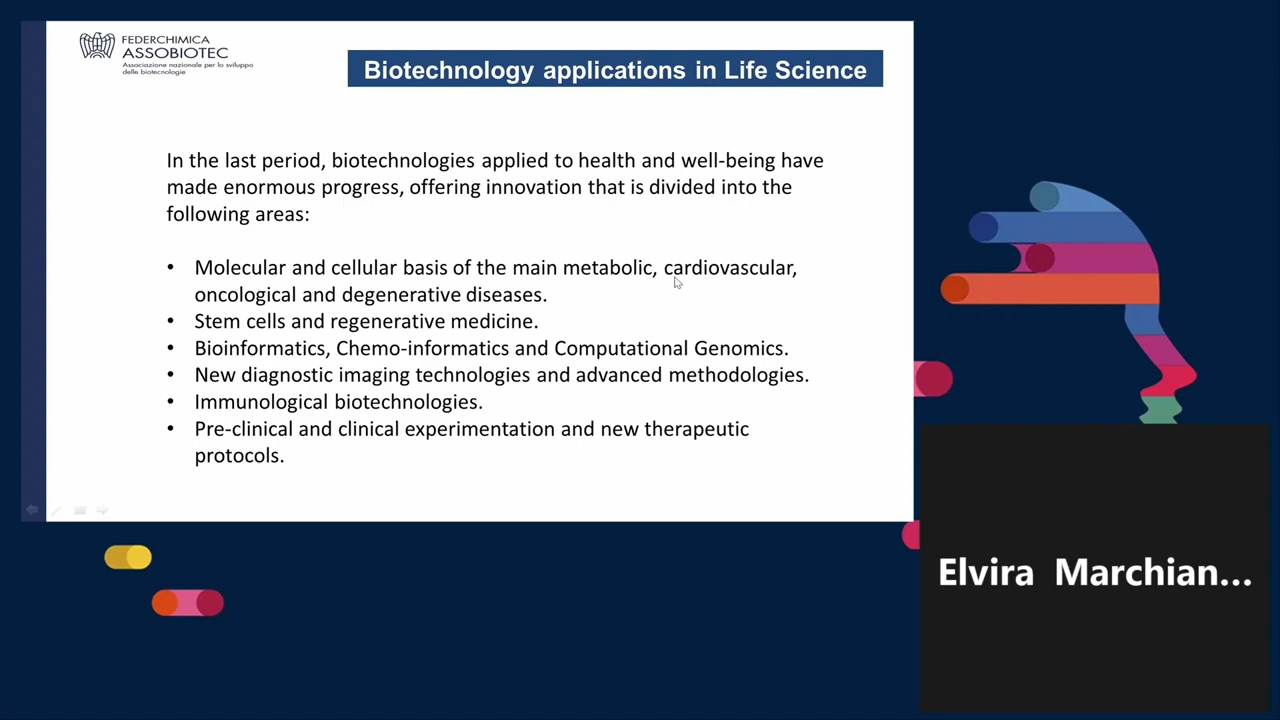 FEDERCHIMICA
ASSOBIOTEC
Associazione nazionale per lo sviluppo
delle biotecnologie
Biotechnology applications in Life Science
In the last period, biotechnologies applied to health and well-being have
made enormous progress, offering innovation that is divided into the
following areas:
• Molecular and cellular basis of the main metabolic, cardiovascular,
oncological and degenerative diseases.
• Stem cells and regenerative medicine.
• Bioinformatics, Chemo-informatics and Computational Genomics.
• New diagnostic imaging technologies and advanced methodologies.
• Immunological biotechnologies.
• Pre-clinical and clinical experimentation and new therapeutic
protocols.
Elvira Marchian...